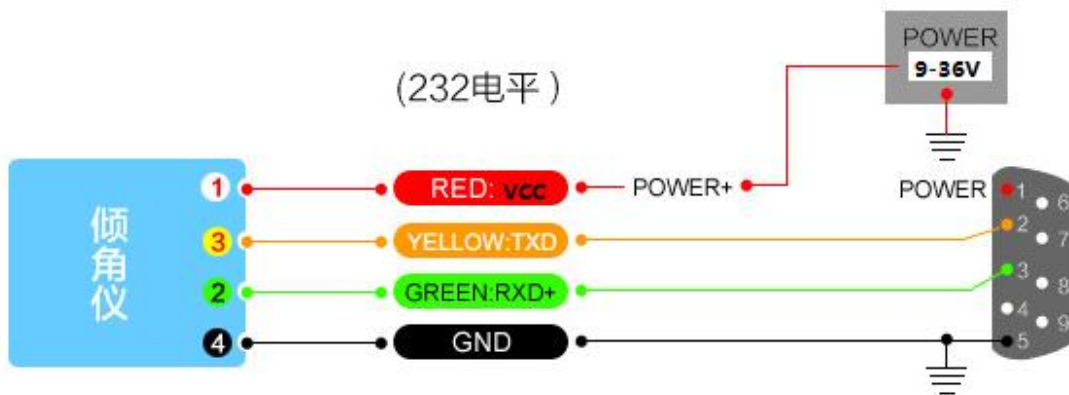 POWER
9-36V
(232电平)
倾角仪
1
RED: VCC
POWER+
POWER
1
6
3
YELLOW:TXD
2
7
2
GREEN:RXD+
3
8
4
GND
4
9
5